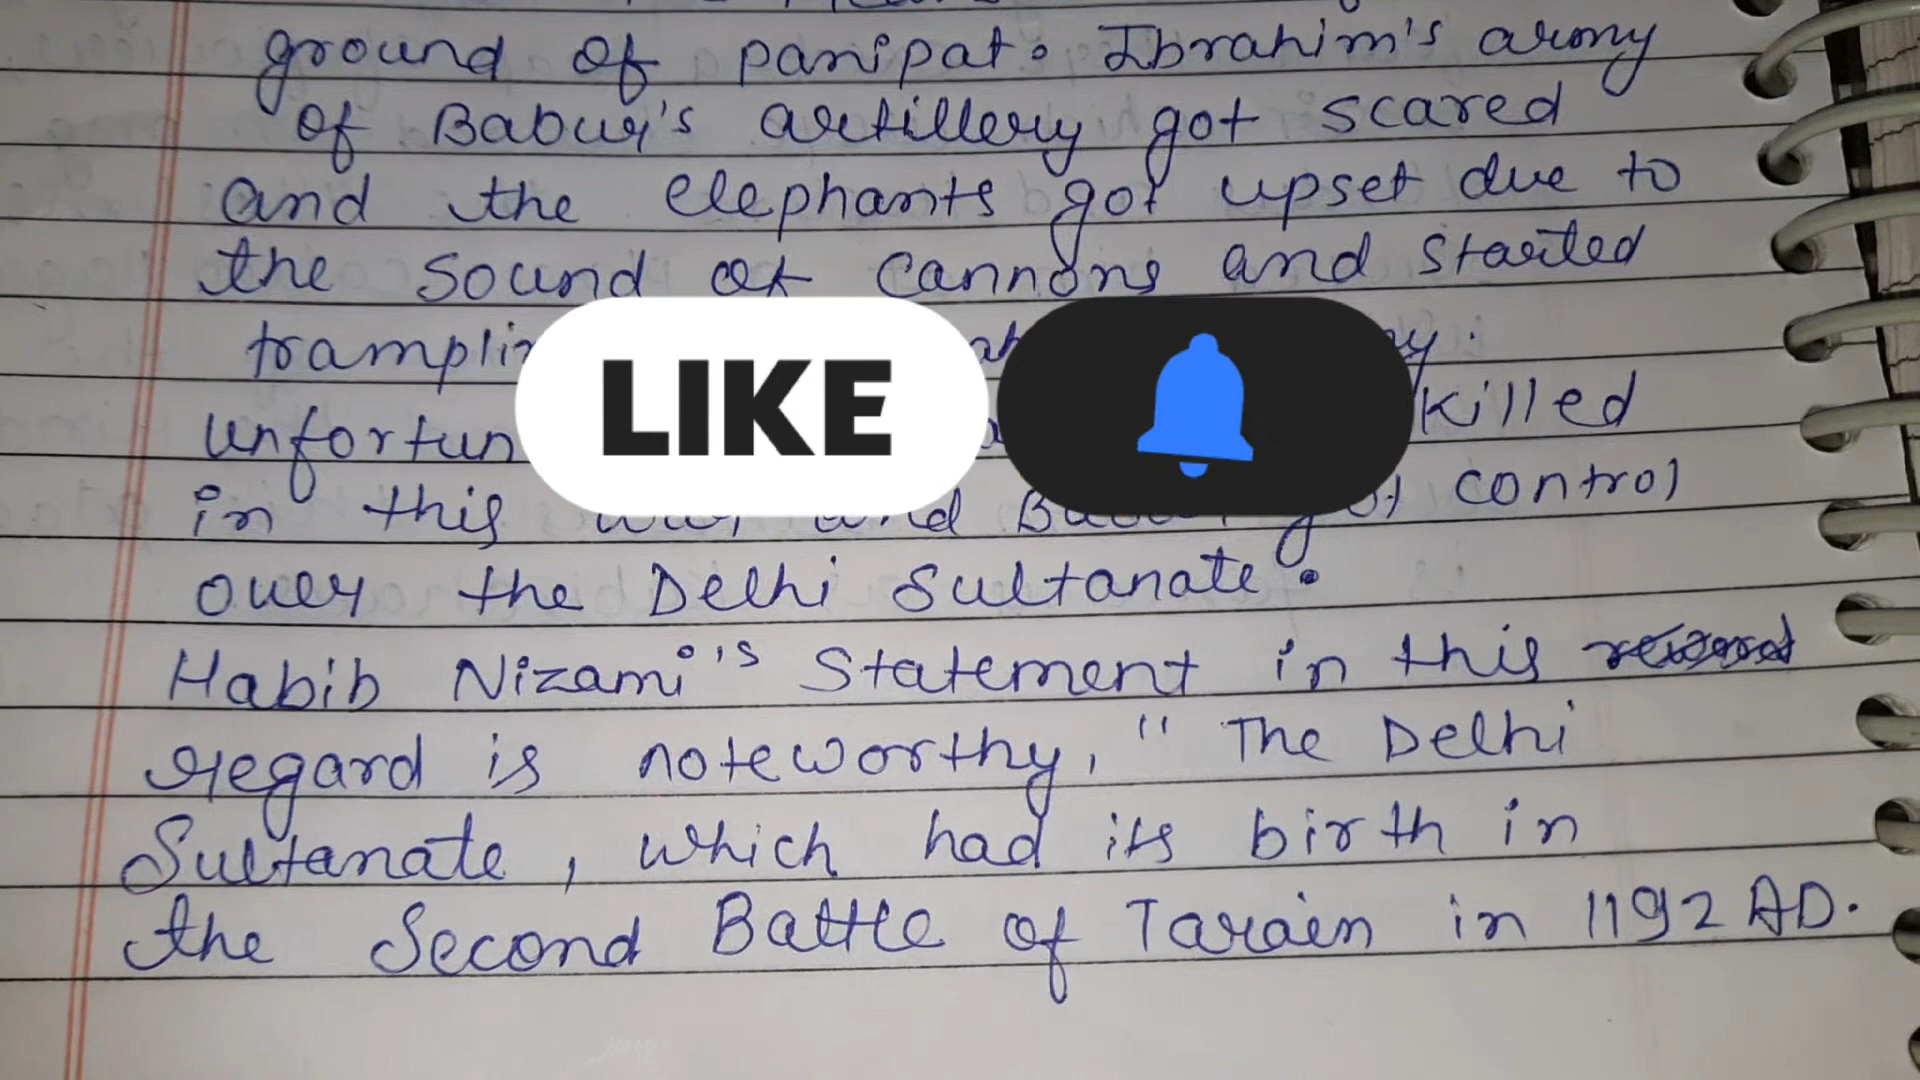 ground of panipat. Ibrahim's army
of Babur's artillery got scared
and the elephants got upset due to
the sound of cannons and started
unfortun killed
in this and got control
over the Delhi Sultanate.
Habib Nizami's Statement in this
regard is noteworthy, " The Delhi
Sultanate, which had its birth in
the Second Battle of Tarain in 1192 AD.
LIKE